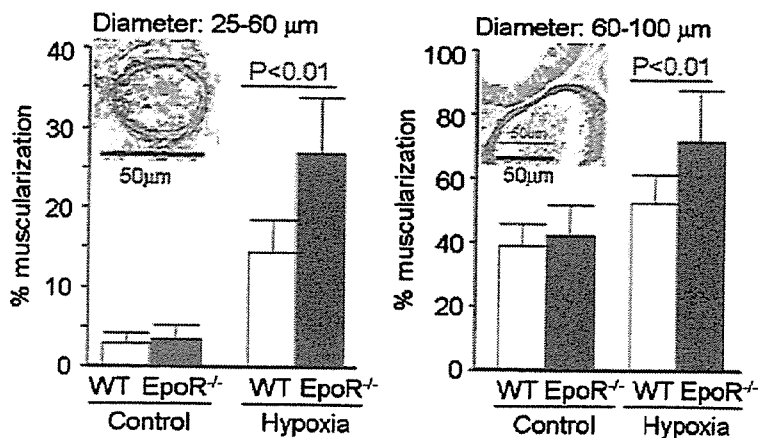 Diameter: 25-60 µm
% muscularization
40
35
20
10
0
50µm
P<0.01
WT EpoR-/- WT EpoR-/-
Control Hypoxia
Diameter: 60-100 µm
% muscularization
100
80
60
40
20
0
50µm
50µm
P<0.01
WT EpoR-/- WT EpoR-/-
Control Hypoxia